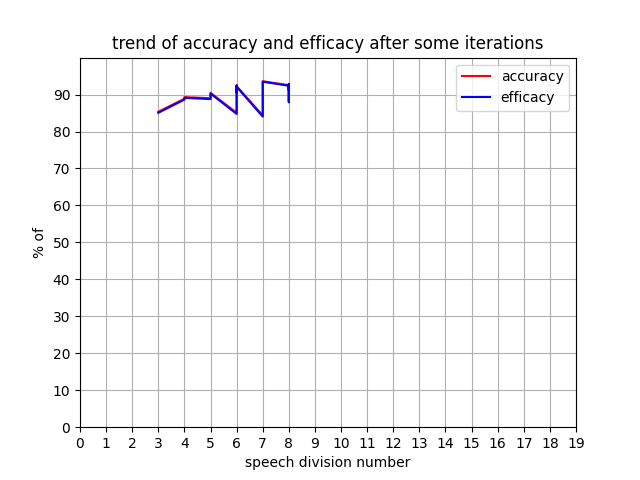 trend of accuracy and efficacy after some iterations
accuracy
efficacy
90
80
70
60
50
40
30
20
10
0
% of
0 1 2 3 4 5 6 7 8 9 10 11 12 13 14 15 16 17 18 19
speech division number